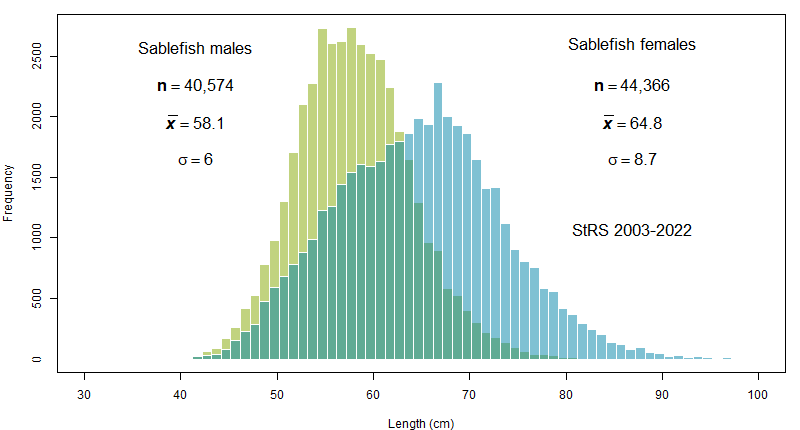 Sablefish males
n = 40,574
x̄ = 58.1
σ = 6
Sablefish females
n = 44,366
x̄ = 64.8
σ = 8.7
StRS 2003-2022
Frequency
2500
2000
1500
1000
500
0
30 40 50 60 70 80 90 100
Length (cm)